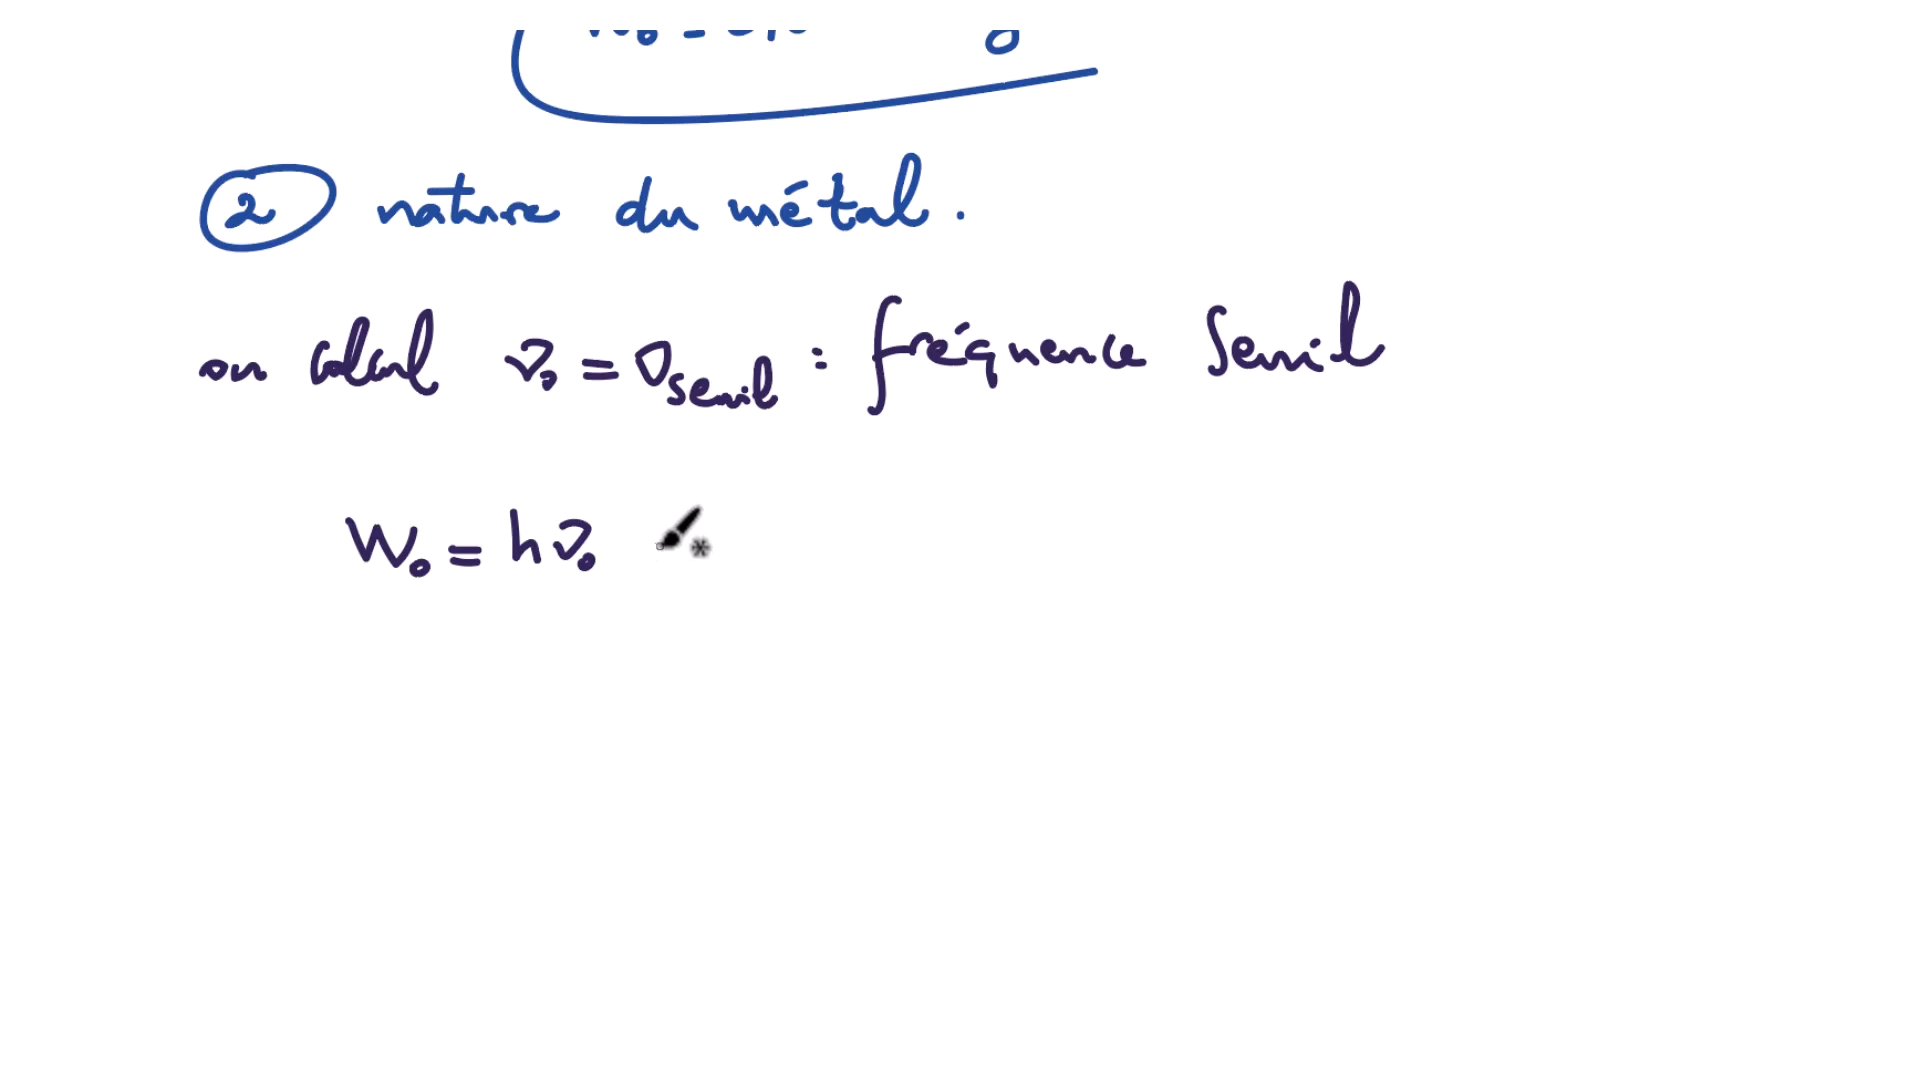 ② nature du métal.
on calcul ν₀ = ν_seuil : fréquence seuil
W₀ = hν₀